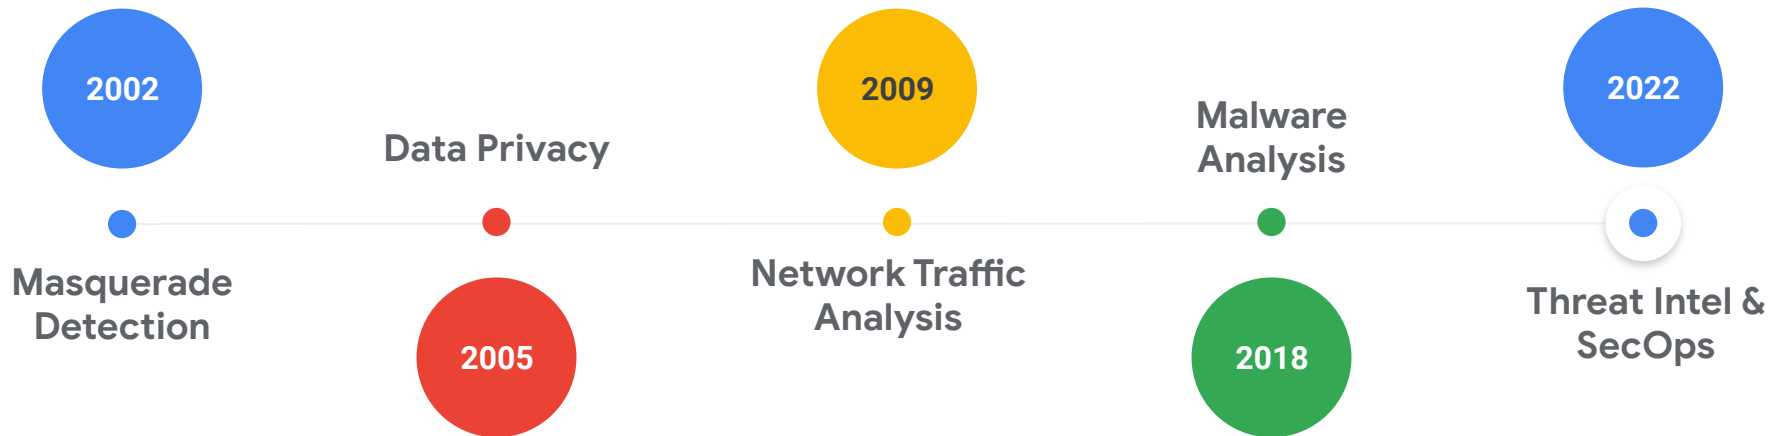 2002
Masquerade
Detection
Data Privacy
2005
2009
Network Traffic
Analysis
Malware
Analysis
2018
2022
Threat Intel &
SecOps